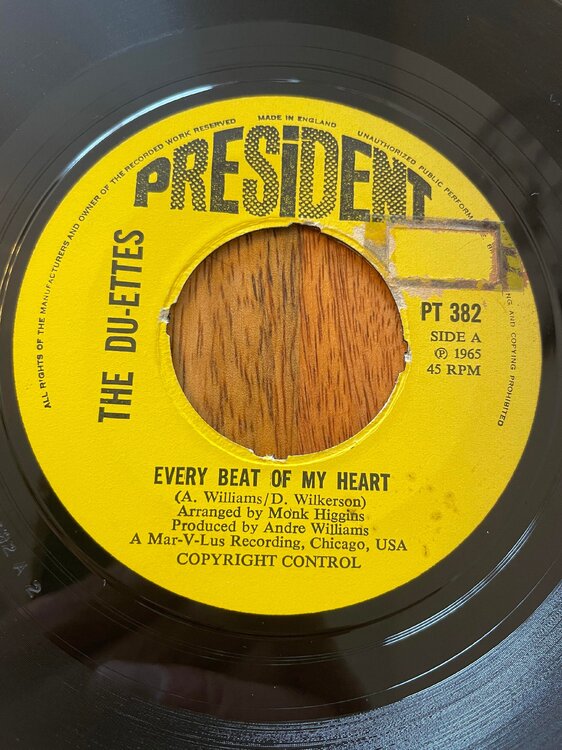 ALL RIGHTS OF THE MANUFACTURERS AND OWNER OF THE RECORDED WORK RESERVED
MADE IN ENGLAND
UNAUTHORIZED PUBLIC PERFORM
ING AND COPYING PROHIBITED
PRESiDENT
THE DU-ETTES
PT 382
SIDE A
℗ 1965
45 RPM
EVERY BEAT OF MY HEART
(A. Williams/D. Wilkerson)
Arranged by Monk Higgins
Produced by Andre Williams
A Mar-V-Lus Recording, Chicago, USA
COPYRIGHT CONTROL